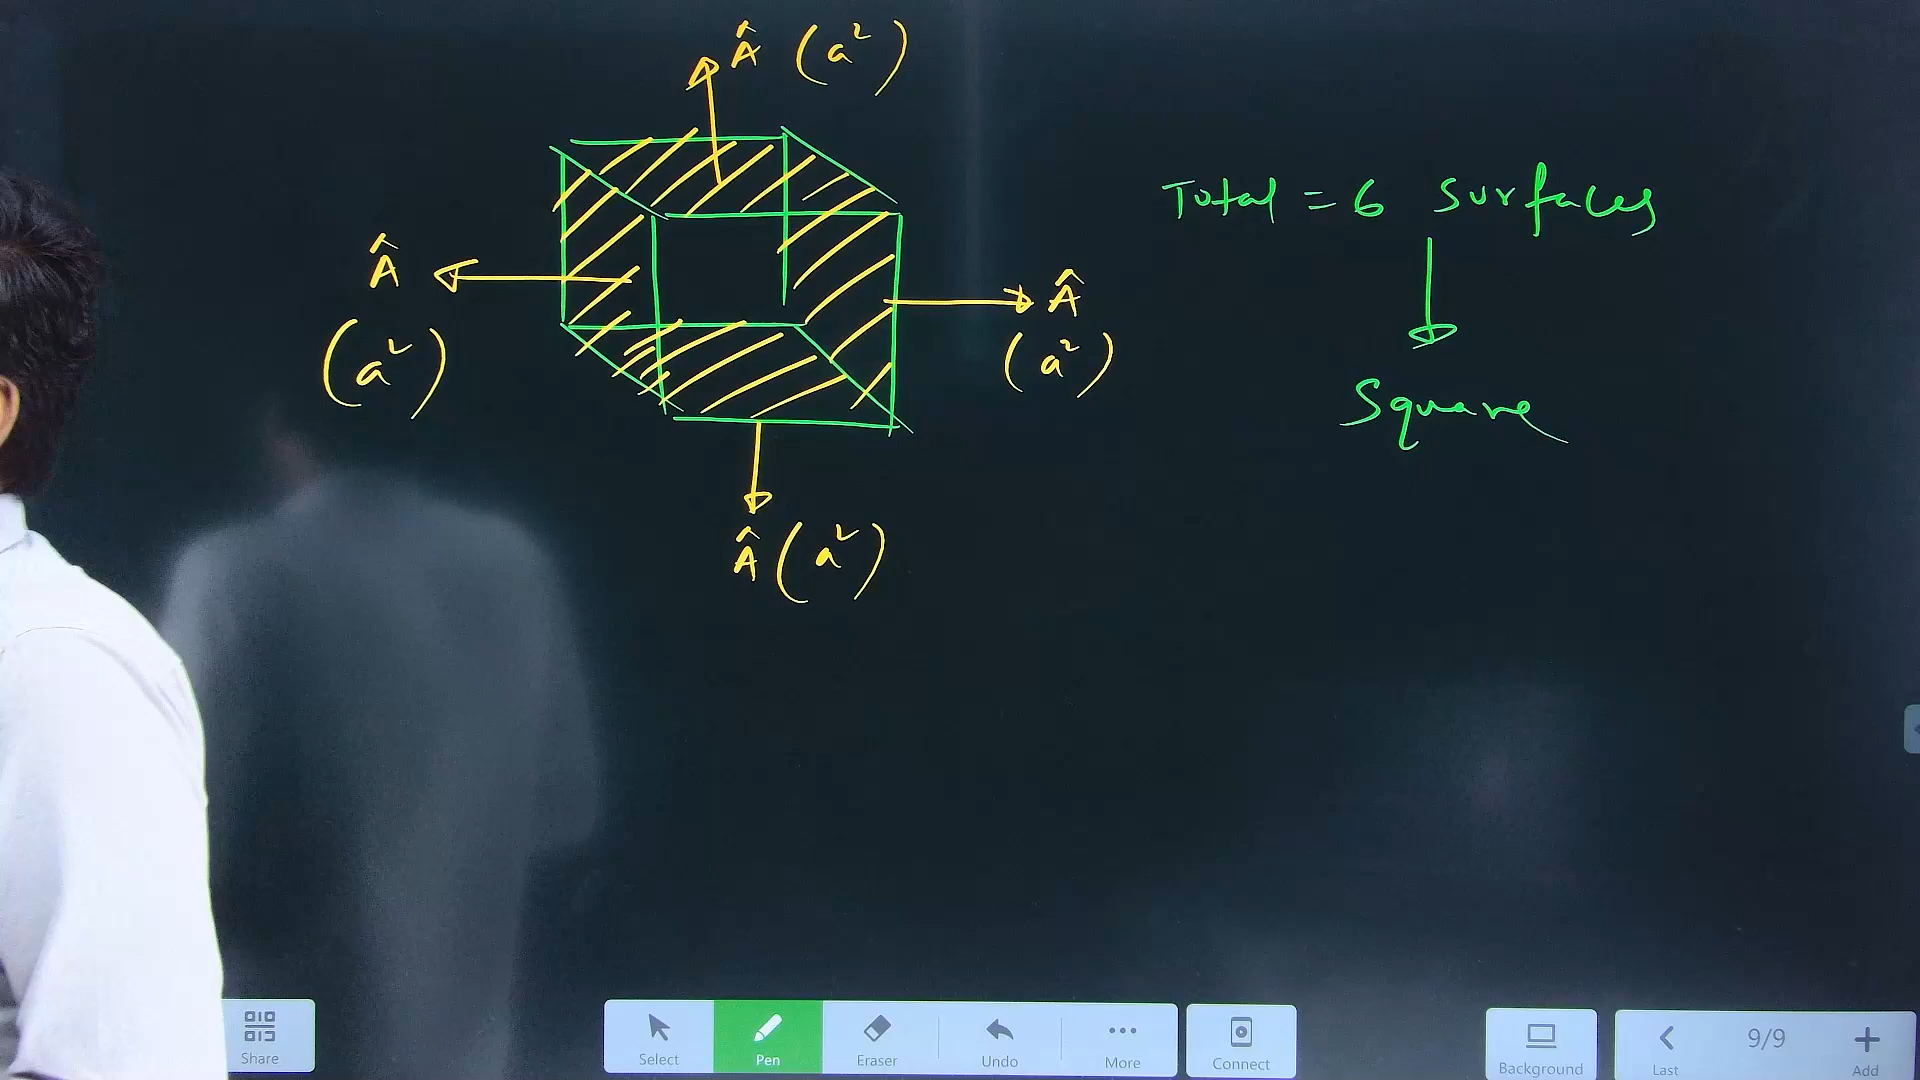 Â (a²)
Total = 6 surfaces
Â
(a²)
Â
(a²)
Square
Â (a²)
Share
Select
Pen
Eraser
Undo
More
Connect
Background
Last
9/9
Add